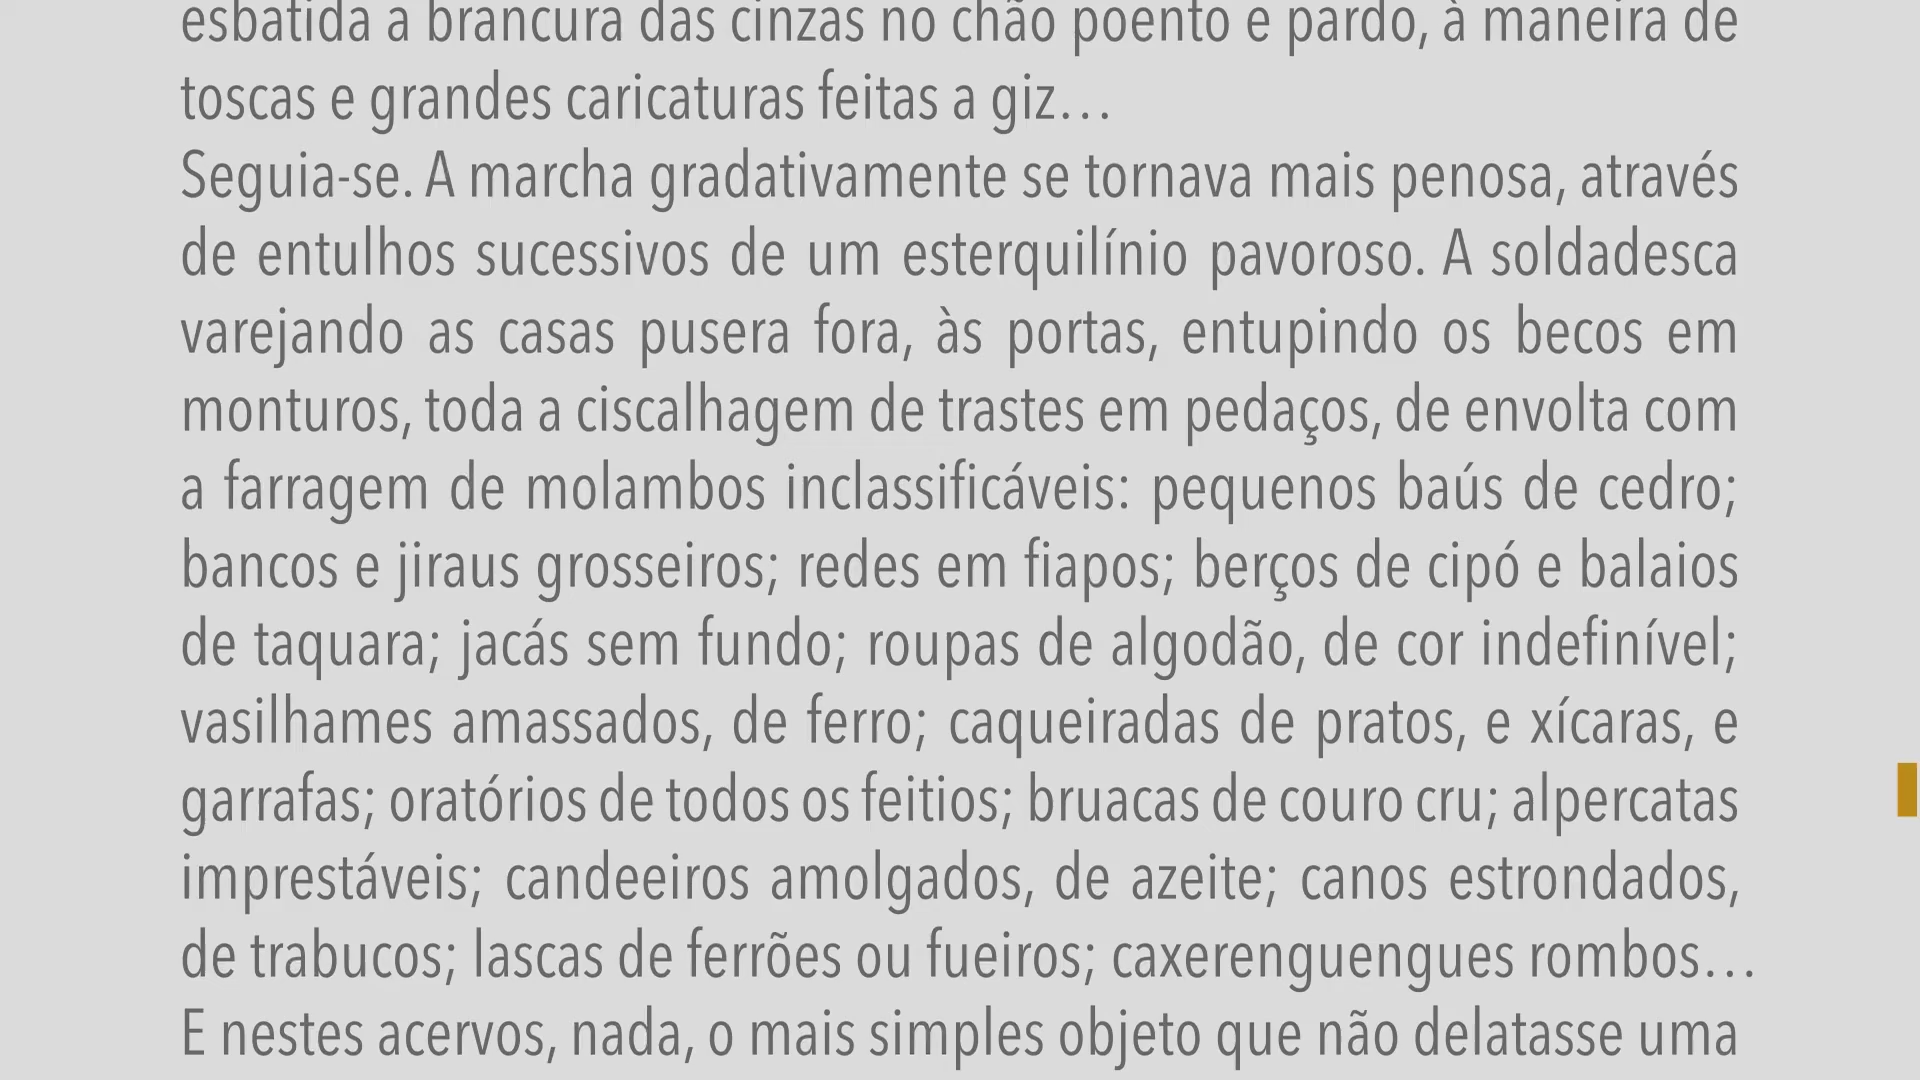 esbatida a brancura das cinzas no chão poento e pardo, à maneira de
toscas e grandes caricaturas feitas a giz…
Seguia-se. A marcha gradativamente se tornava mais penosa, através
de entulhos sucessivos de um esterquilínio pavoroso. A soldadesca
varejando as casas pusera fora, às portas, entupindo os becos em
monturos, toda a ciscalhagem de trastes em pedaços, de envolta com
a farragem de molambos inclassificáveis: pequenos baús de cedro;
bancos e jiraus grosseiros; redes em fiapos; berços de cipó e balaios
de taquara; jacás sem fundo; roupas de algodão, de cor indefinível;
vasilhames amassados, de ferro; caqueiradas de pratos, e xícaras, e
garrafas; oratórios de todos os feitios; bruacas de couro cru; alpercatas
imprestáveis; candeeiros amolgados, de azeite; canos estrondados,
de trabucos; lascas de ferrões ou fueiros; caxerenguengues rombos…
E nestes acervos, nada, o mais simples objeto que não delatasse uma